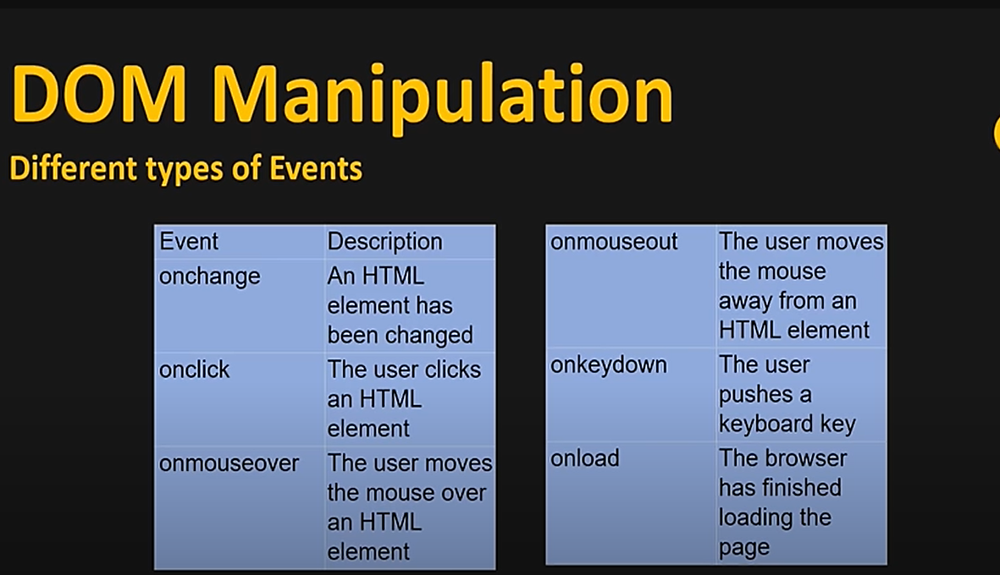 DOM Manipulation
Different types of Events
Event Description
onchange An HTML
element has
been changed
onclick The user clicks
an HTML
element
onmouseover The user moves
the mouse over
an HTML
element
onmouseout The user moves
the mouse
away from an
HTML element
onkeydown The user
pushes a
keyboard key
onload The browser
has finished
loading the
page